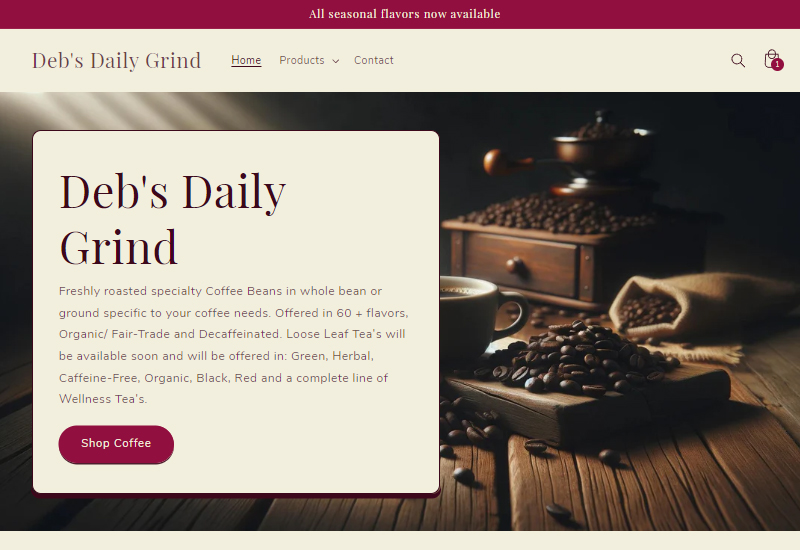 All seasonal flavors now available
Deb's Daily Grind
Home
Products
Contact
1
Deb's Daily
Grind
Freshly roasted specialty Coffee Beans in whole bean or
ground specific to your coffee needs. Offered in 60 + flavors,
Organic/ Fair-Trade and Decaffeinated. Loose Leaf Tea's will
be available soon and will be offered in: Green, Herbal,
Caffeine-Free, Organic, Black, Red and a complete line of
Wellness Tea's.
Shop Coffee